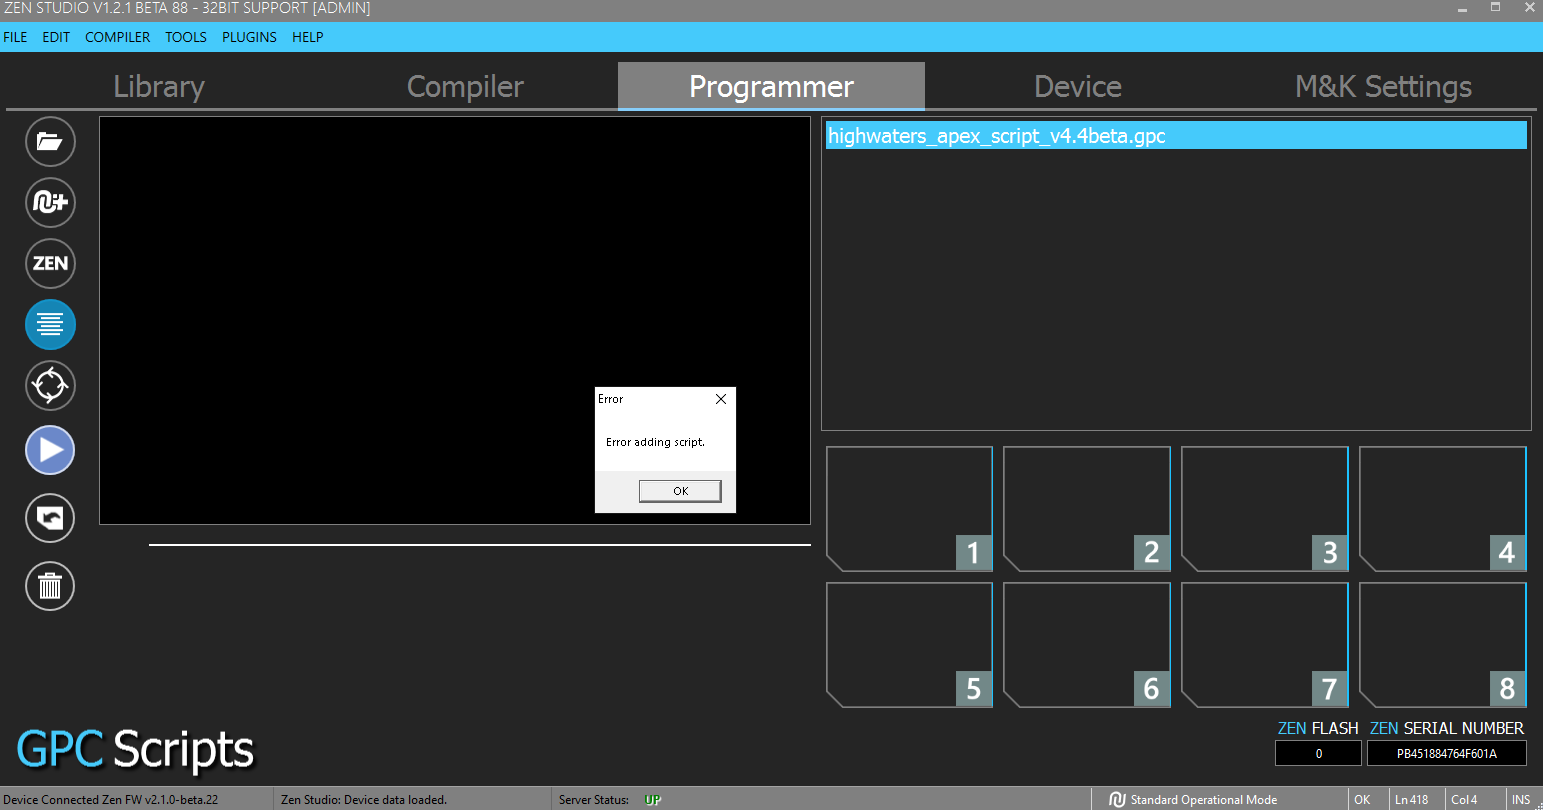 ZEN STUDIO V1.2.1 BETA 88 - 32BIT SUPPORT [ADMIN]
FILE EDIT COMPILER TOOLS PLUGINS HELP
Library Compiler Programmer Device M&K Settings
highwaters_apex_script_v4.4beta.gpc
ZEN
Error
Error adding script.
OK
1 2 3 4
5 6 7 8
ZEN FLASH ZEN SERIAL NUMBER
0 PB451884764F601A
GPC Scripts
Device Connected Zen FW v2.1.0-beta.22 Zen Studio: Device data loaded. Server Status: UP Standard Operational Mode OK Ln 418 Col 4 INS